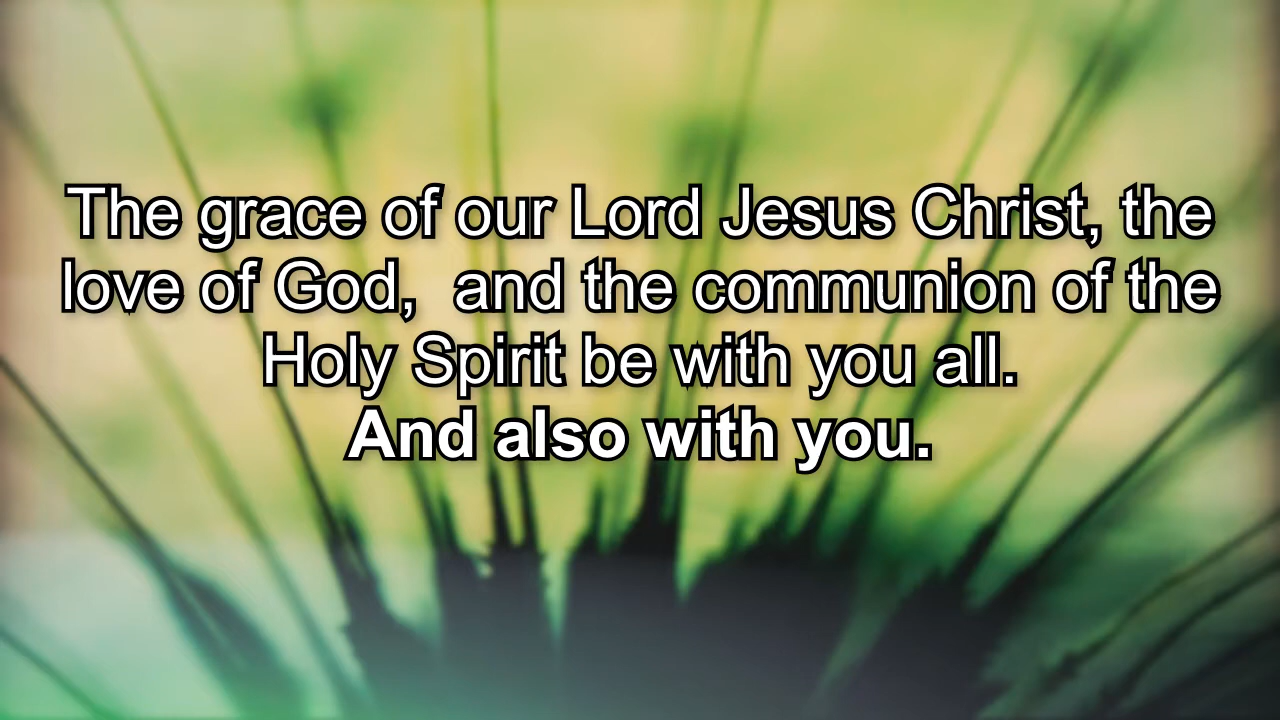 The grace of our Lord Jesus Christ, the
love of God,  and the communion of the
Holy Spirit be with you all.
And also with you.